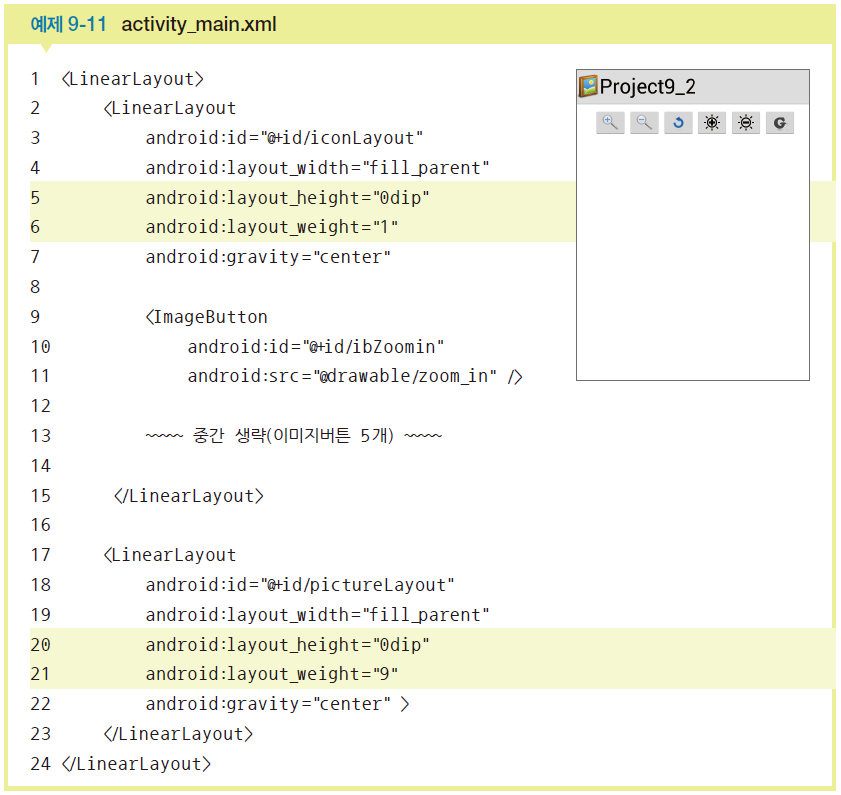 예제 9-11 activity_main.xml
1 <LinearLayout>
2 <LinearLayout
3 android:id="@+id/iconLayout"
4 android:layout_width="fill_parent"
5 android:layout_height="0dip"
6 android:layout_weight="1"
7 android:gravity="center"
8
9 <ImageButton
10 android:id="@+id/ibZoomin"
11 android:src="@drawable/zoom_in" />
12
13 ~~~~~ 중간 생략(이미지버튼 5개) ~~~~~
14
15 </LinearLayout>
16
17 <LinearLayout
18 android:id="@+id/pictureLayout"
19 android:layout_width="fill_parent"
20 android:layout_height="0dip"
21 android:layout_weight="9"
22 android:gravity="center" >
23 </LinearLayout>
24 </LinearLayout>
Project9_2
G